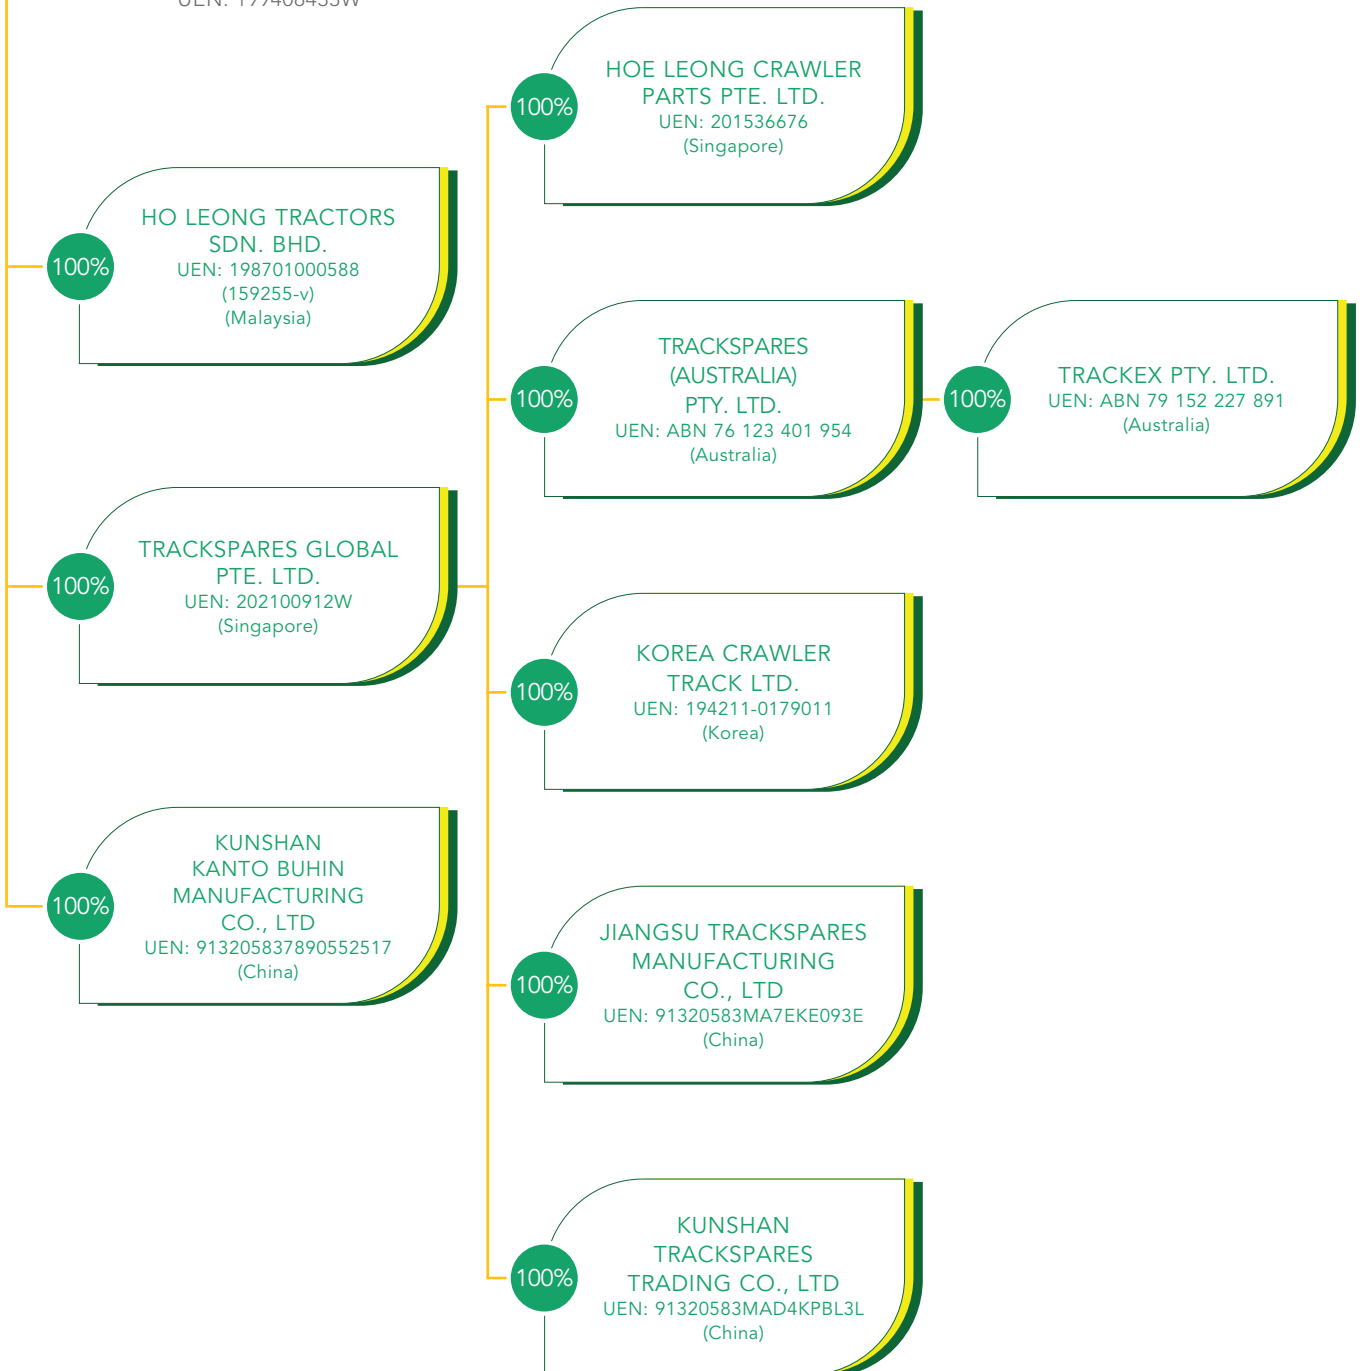 UEN: 199408433W
100%
HOE LEONG CRAWLER
PARTS PTE. LTD.
UEN: 201536676
(Singapore)
100%
HO LEONG TRACTORS
SDN. BHD.
UEN: 198701000588
(159255-v)
(Malaysia)
100%
TRACKSPARES
(AUSTRALIA)
PTY. LTD.
UEN: ABN 76 123 401 954
(Australia)
100%
TRACKEX PTY. LTD.
UEN: ABN 79 152 227 891
(Australia)
100%
TRACKSPARES GLOBAL
PTE. LTD.
UEN: 202100912W
(Singapore)
100%
KOREA CRAWLER
TRACK LTD.
UEN: 194211-0179011
(Korea)
100%
KUNSHAN
KANTO BUHIN
MANUFACTURING
CO., LTD
UEN: 913205837890552517
(China)
100%
JIANGSU TRACKSPARES
MANUFACTURING
CO., LTD
UEN: 91320583MA7EKE093E
(China)
100%
KUNSHAN
TRACKSPARES
TRADING CO., LTD
UEN: 91320583MAD4KPBL3L
(China)